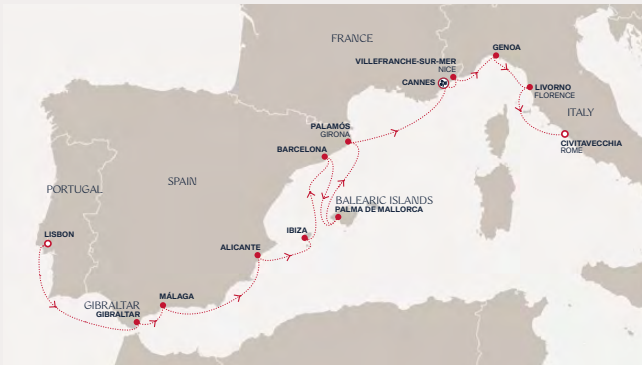 FRANCE
GENOA
VILLEFRANCHE-SUR-MER
NICE
CANNES
LIVORNO
FLORENCE
ITALY
PALAMÓS
GIRONA
CIVITAVECCHIA
ROME
BARCELONA
SPAIN
PORTUGAL
BALEARIC ISLANDS
PALMA DE MALLORCA
LISBON
IBIZA
ALICANTE
MÁLAGA
GIBRALTAR
GIBRALTAR